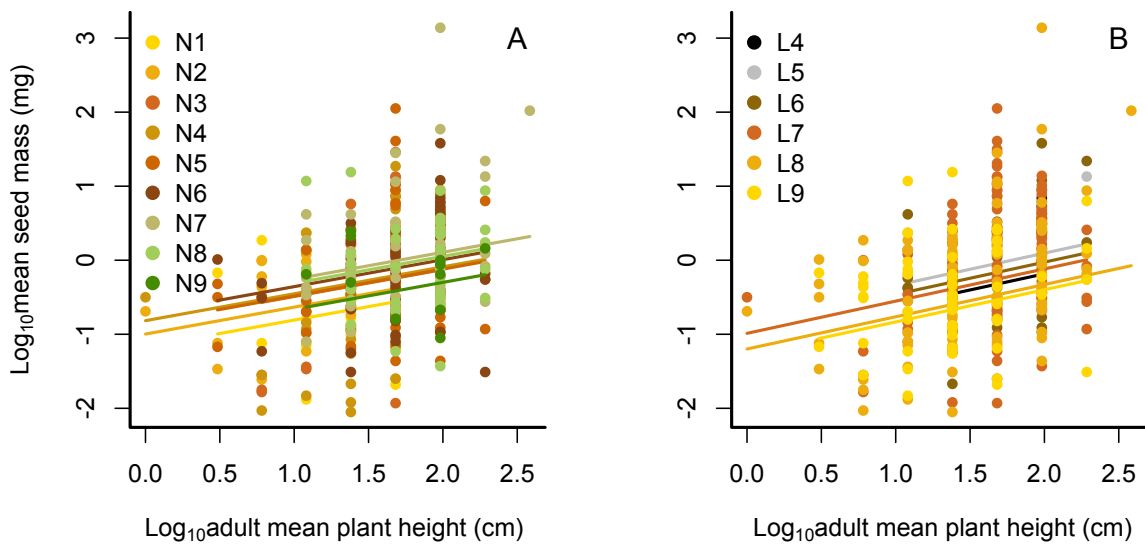 A
N1
N2
N3
N4
N5
N6
N7
N8
N9
3
2
1
0
-1
-2
Log10mean seed mass (mg)
0.0 0.5 1.0 1.5 2.0 2.5
Log10adult mean plant height (cm)
B
L4
L5
L6
L7
L8
L9
3
2
1
0
-1
-2
0.0 0.5 1.0 1.5 2.0 2.5
Log10adult mean plant height (cm)